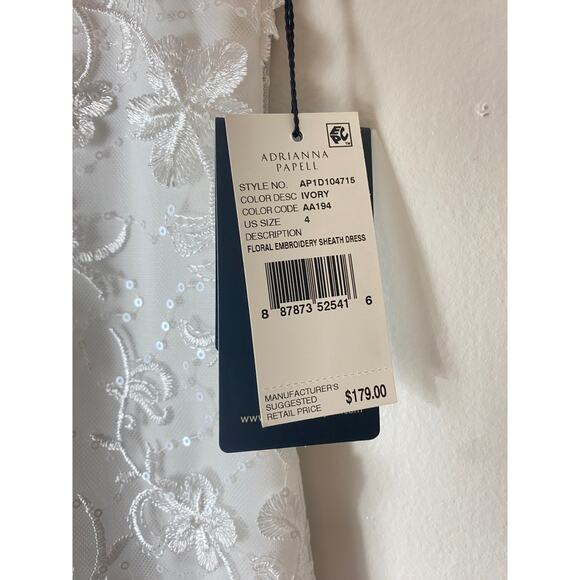 EPC™
ADRIANNA
PAPELL
STYLE NO. AP1D104715
COLOR DESC IVORY
COLOR CODE AA194
US SIZE 4
DESCRIPTION
FLORAL EMBROIDERY SHEATH DRESS
8 87873 52541 6
MANUFACTURER'S
SUGGESTED
RETAIL PRICE $179.00